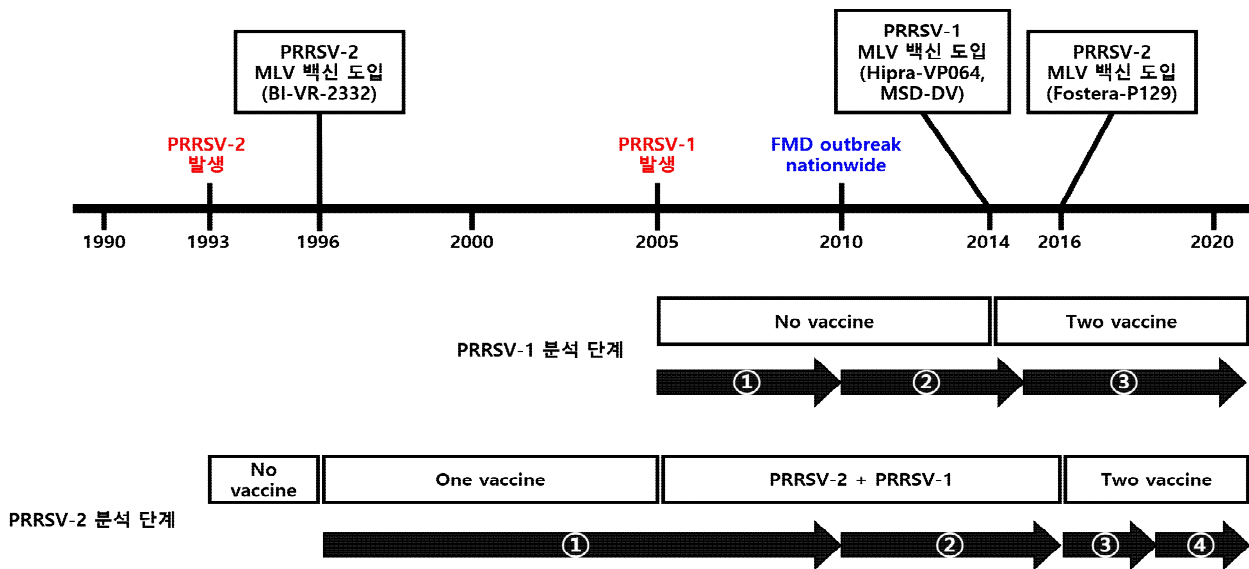 PRRSV-2
MLV 백신 도입
(BI-VR-2332)
PRRSV-1
MLV 백신 도입
(Hipra-VP064,
MSD-DV)
PRRSV-2
MLV 백신 도입
(Fostera-P129)
PRRSV-2
발생
PRRSV-1
발생
FMD outbreak
nationwide
1990
1993
1996
2000
2005
2010
2014
2016
2020
No vaccine
Two vaccine
PRRSV-1 분석 단계
①
②
③
No
vaccine
One vaccine
PRRSV-2 + PRRSV-1
Two vaccine
PRRSV-2 분석 단계
①
②
③
④